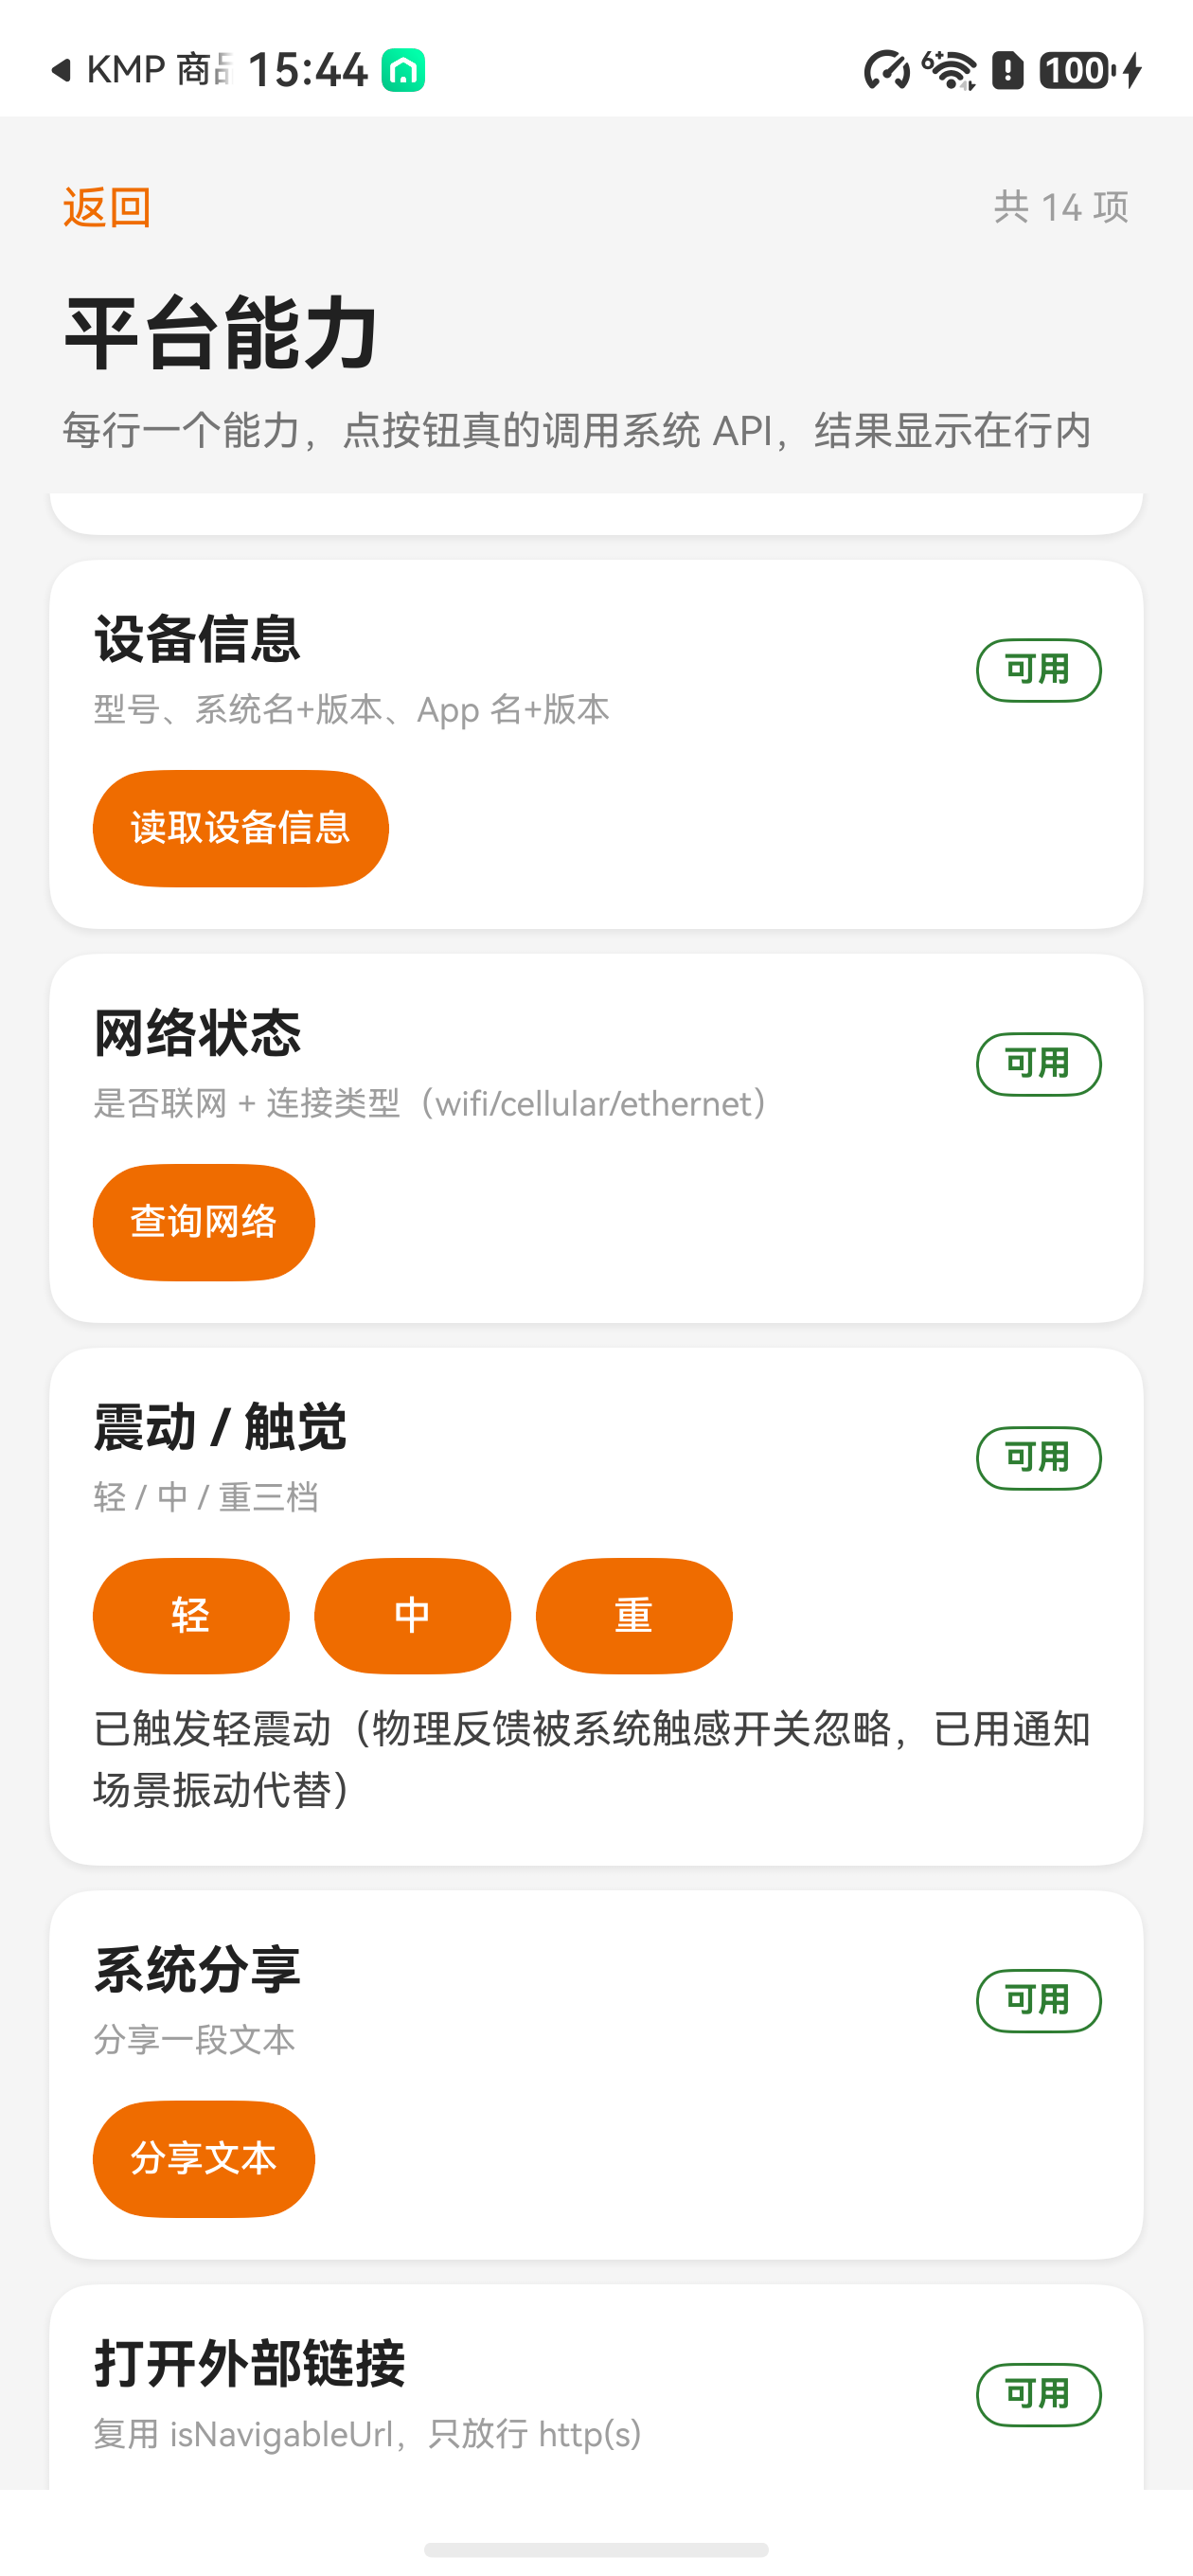 KMP 商 15:44 6+ 100
返回 共 14 项
平台能力
每行一个能力，点按钮真的调用系统 API，结果显示在行内
设备信息
可用
型号、系统名+版本、App 名+版本
读取设备信息
网络状态
可用
是否联网 + 连接类型（wifi/cellular/ethernet）
查询网络
震动 / 触觉
可用
轻 / 中 / 重三档
轻 中 重
已触发轻震动（物理反馈被系统触感开关忽略，已用通知
场景振动代替）
系统分享
可用
分享一段文本
分享文本
打开外部链接
可用
复用 isNavigableUrl，只放行 http(s)